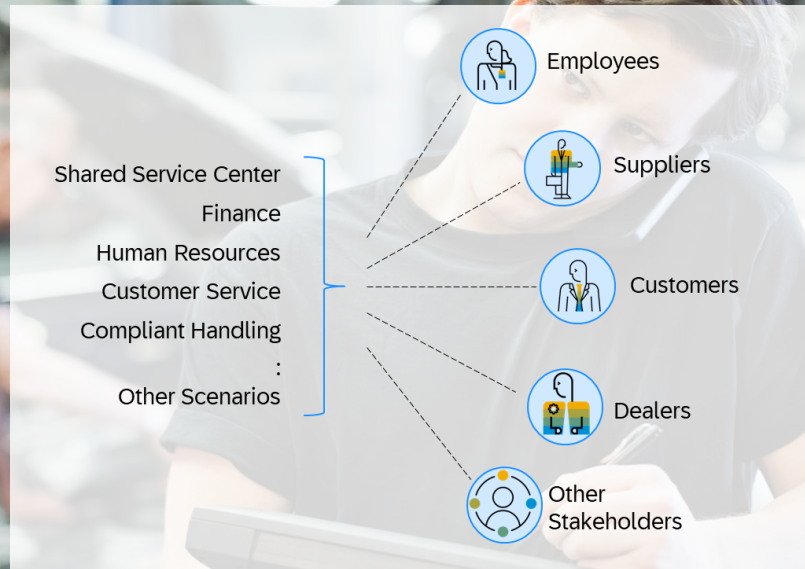 Shared Service Center
Finance
Human Resources
Customer Service
Compliant Handling
:
Other Scenarios
Employees
Suppliers
Customers
Dealers
Other
Stakeholders